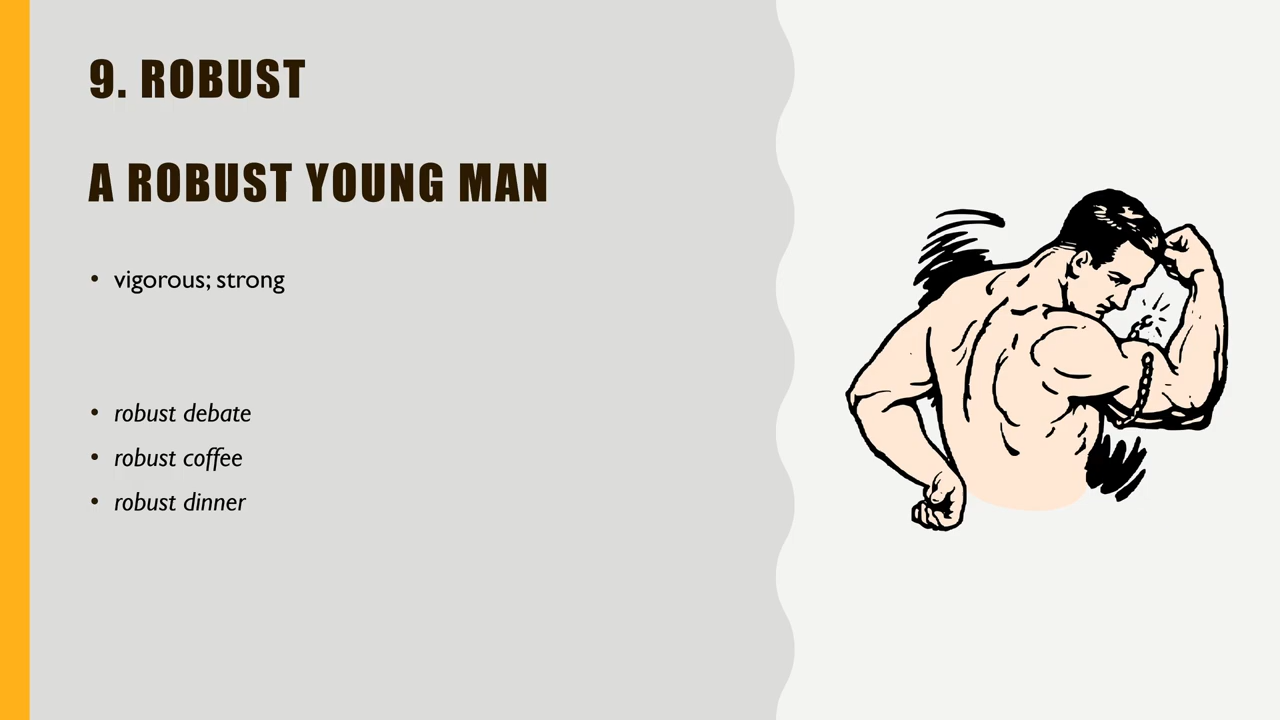 9. ROBUST
A ROBUST YOUNG MAN
• vigorous; strong
• robust debate
• robust coffee
• robust dinner